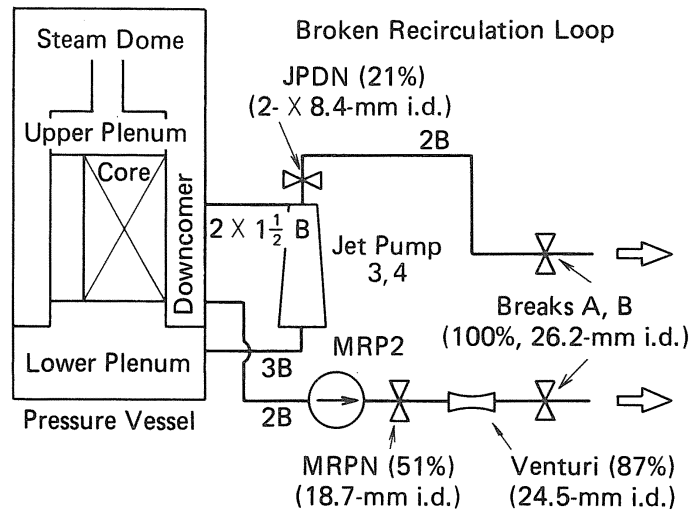 Steam Dome
Broken Recirculation Loop
JPDN (21%)
(2- X 8.4-mm i.d.)
Upper Plenum
2B
Core
Downcomer
2 X 1 1/2 B
Jet Pump
3, 4
Breaks A, B
(100%, 26.2-mm i.d.)
Lower Plenum
3B
MRP2
2B
Pressure Vessel
MRPN (51%)
(18.7-mm i.d.)
Venturi (87%)
(24.5-mm i.d.)